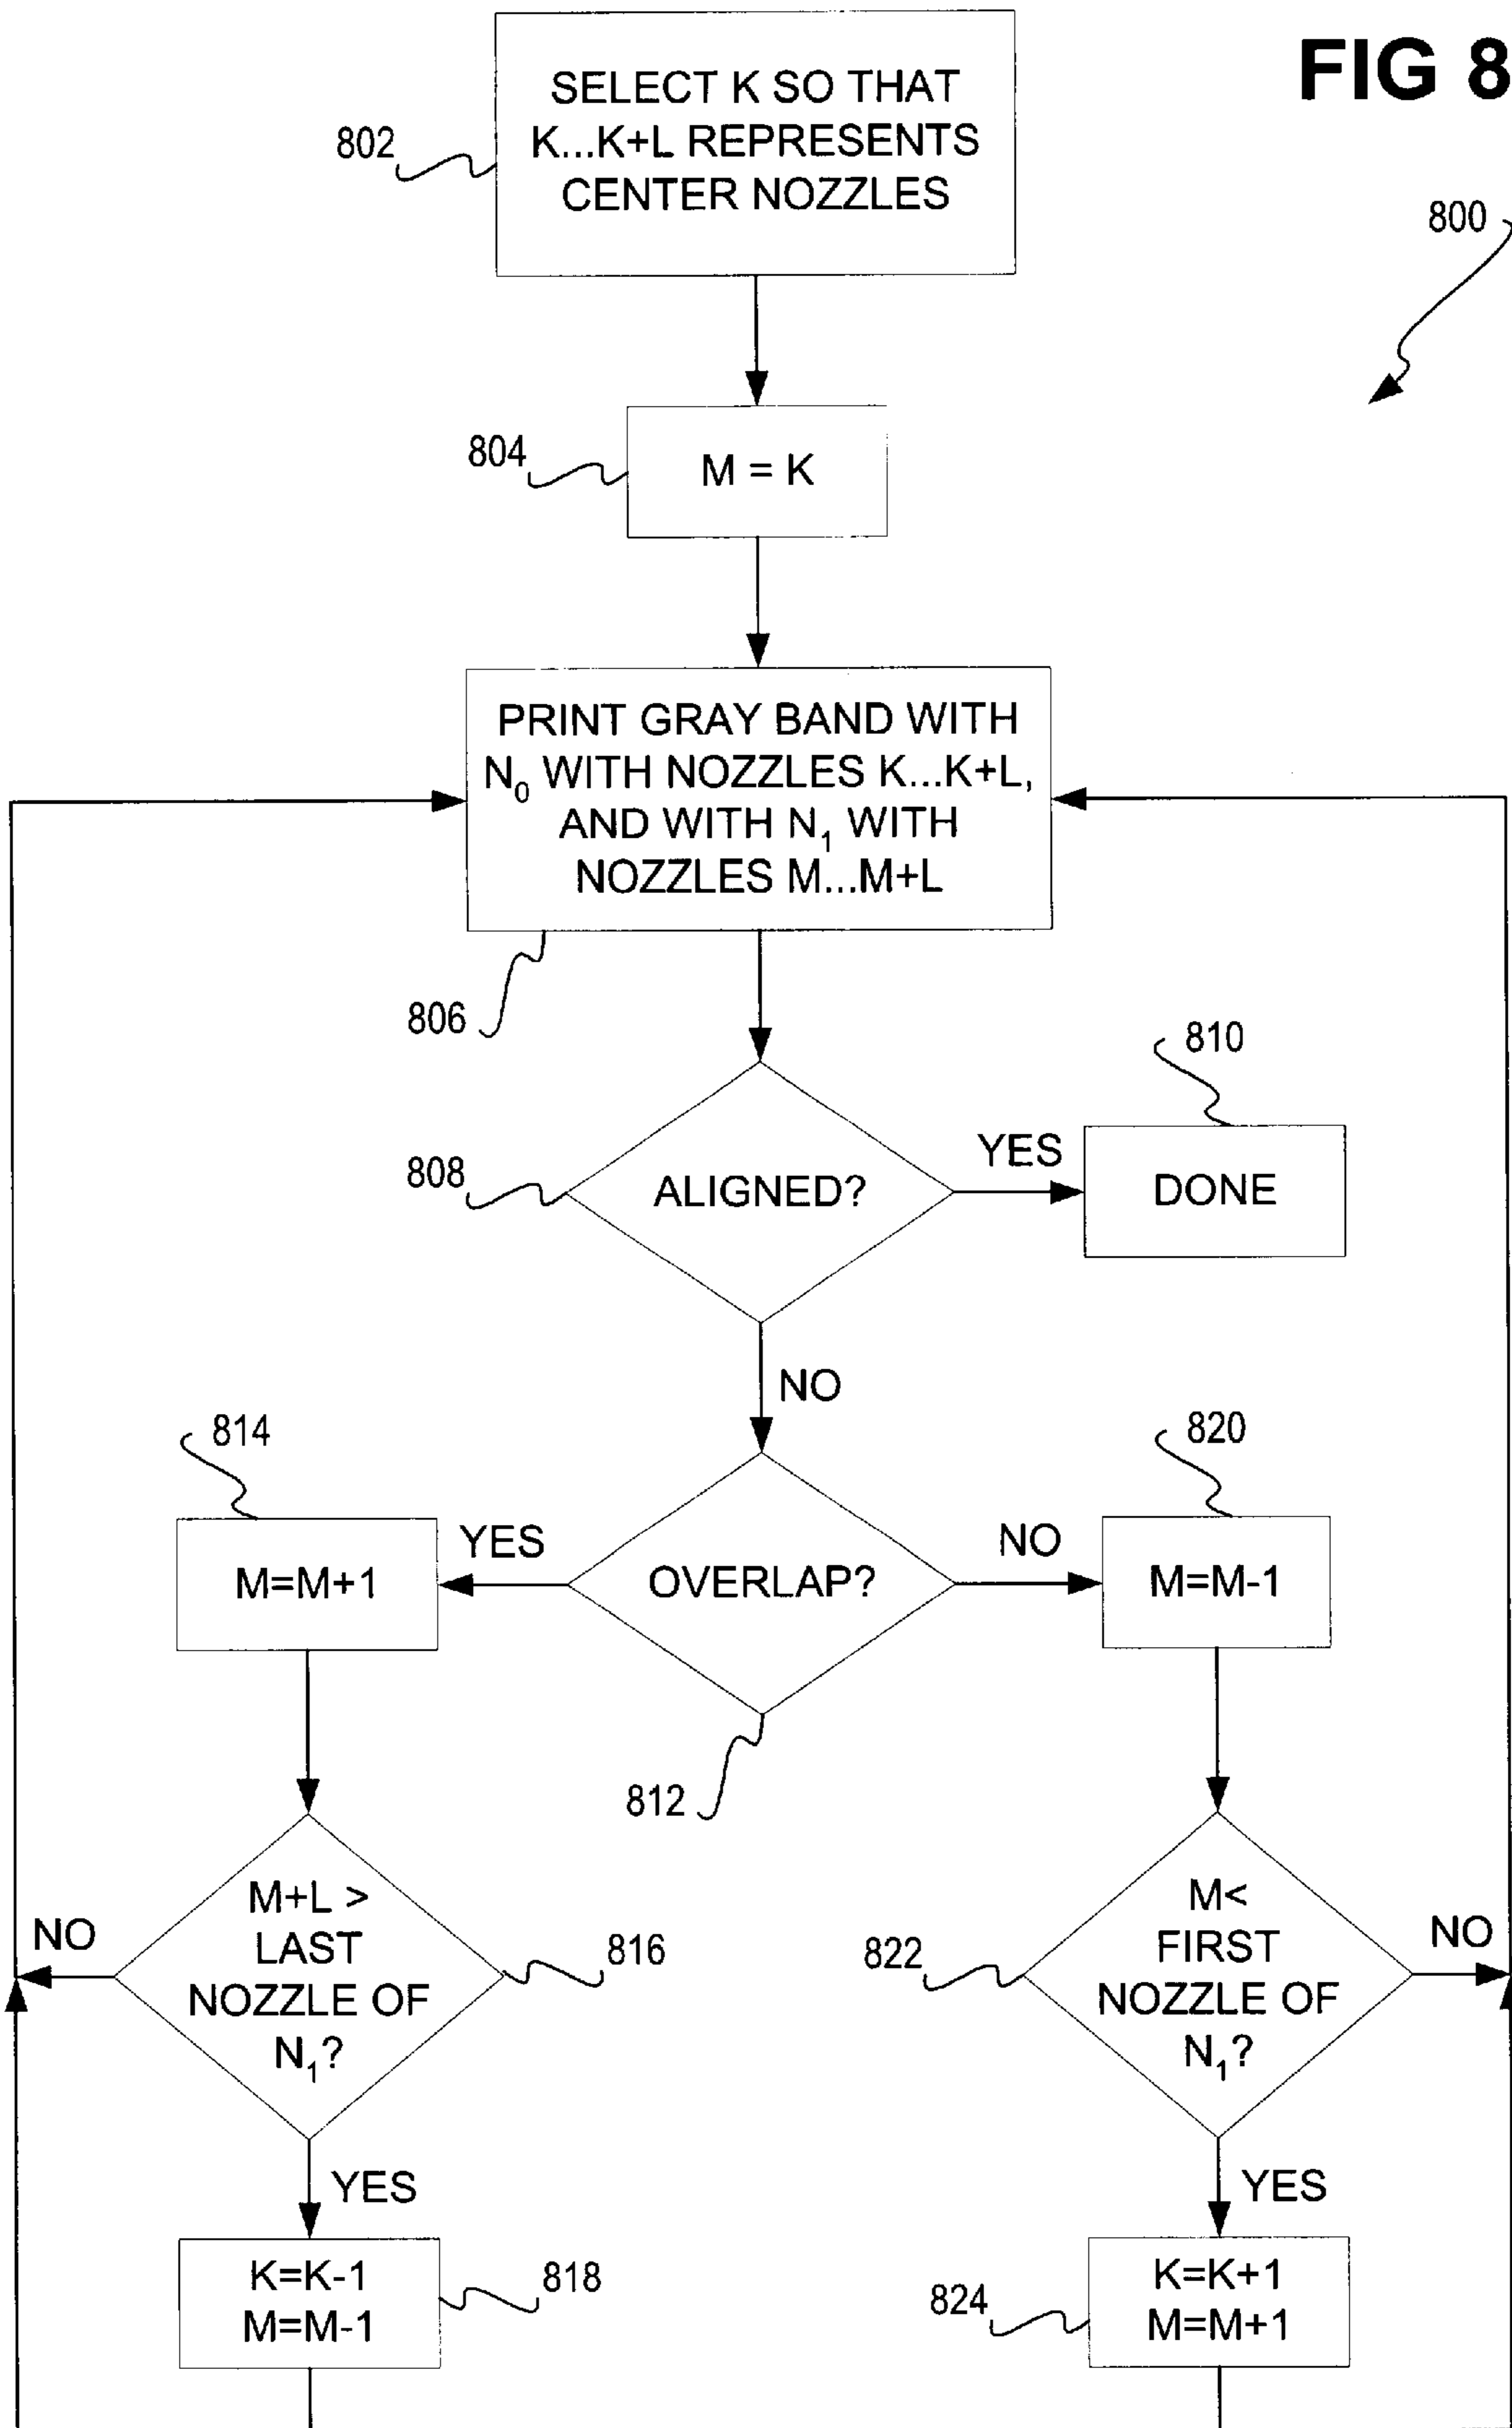 FIG 8
SELECT K SO THAT
K...K+L REPRESENTS
CENTER NOZZLES
802
800
804
M = K
PRINT GRAY BAND WITH
N₀ WITH NOZZLES K...K+L,
AND WITH N₁ WITH
NOZZLES M...M+L
806
810
808
ALIGNED?
YES
DONE
NO
814
820
M=M+1
YES
OVERLAP?
NO
M=M-1
812
NO
M+L >
LAST
NOZZLE OF
N₁?
816
822
M<
FIRST
NOZZLE OF
N₁?
NO
YES
YES
K=K-1
M=M-1
818
824
K=K+1
M=M+1